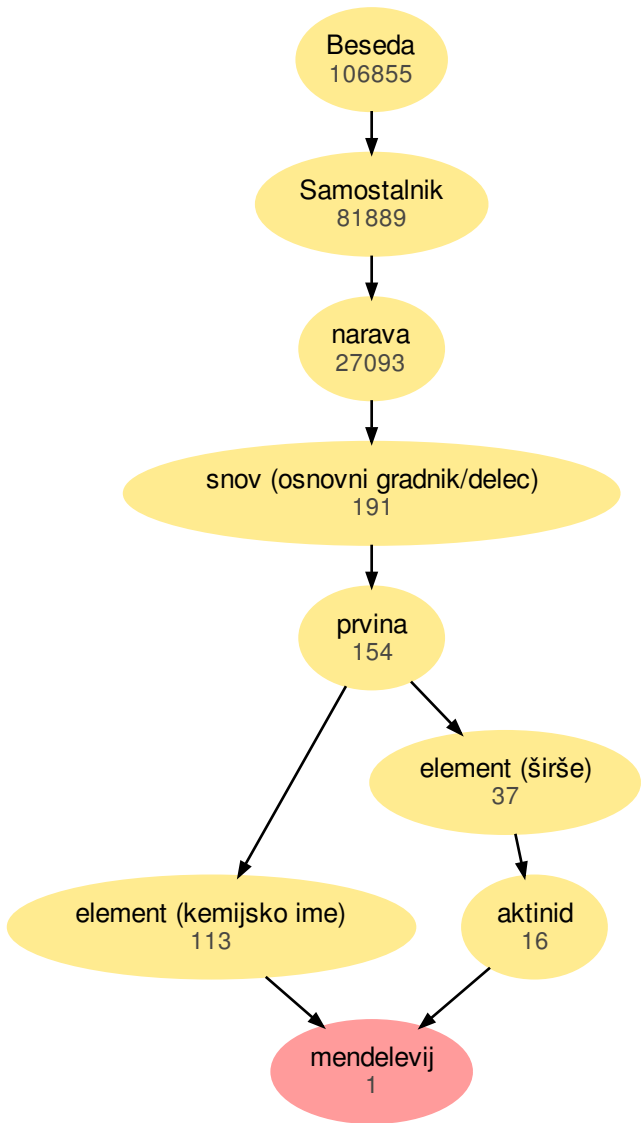 Beseda
106855
Samostalnik
81889
narava
27093
snov (osnovni gradnik/delec)
191
prvina
154
element (širše)
37
element (kemijsko ime)
113
aktinid
16
mendelevij
1